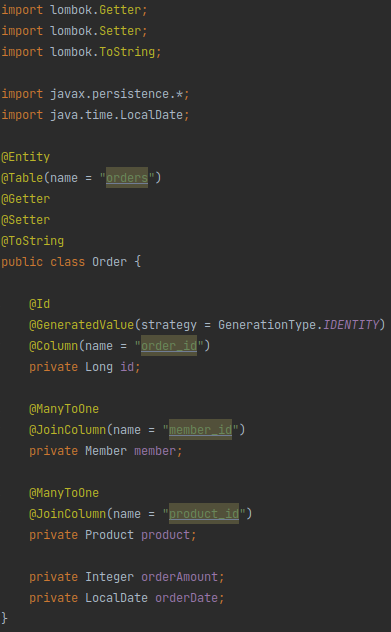 import lombok.Getter;
import lombok.Setter;
import lombok.ToString;

import javax.persistence.*;
import java.time.LocalDate;

@Entity
@Table(name = "orders")
@Getter
@Setter
@ToString
public class Order {

    @Id
    @GeneratedValue(strategy = GenerationType.IDENTITY)
    @Column(name = "order_id")
    private Long id;

    @ManyToOne
    @JoinColumn(name = "member_id")
    private Member member;

    @ManyToOne
    @JoinColumn(name = "product_id")
    private Product product;

    private Integer orderAmount;
    private LocalDate orderDate;
}